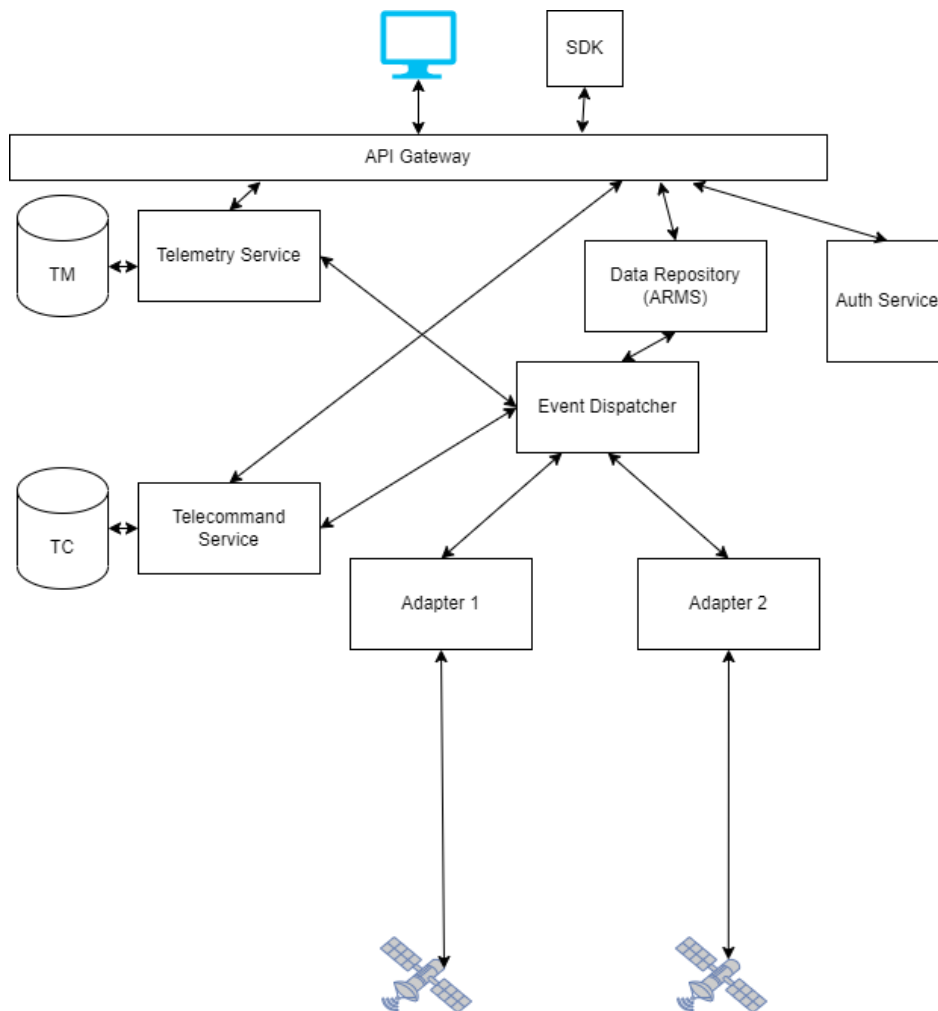 SDK
API Gateway
Telemetry Service
TM
Data Repository
(ARMS)
Auth Service
Event Dispatcher
Telecommand
Service
TC
Adapter 1
Adapter 2